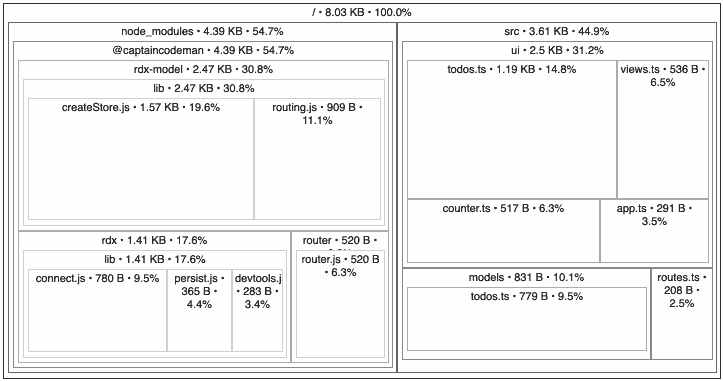 / • 8.03 KB • 100.0%
node_modules • 4.39 KB • 54.7%
@captaincodeman • 4.39 KB • 54.7%
rdx-model • 2.47 KB • 30.8%
lib • 2.47 KB • 30.8%
createStore.js • 1.57 KB • 19.6%
routing.js • 909 B •
11.1%
rdx • 1.41 KB • 17.6%
lib • 1.41 KB • 17.6%
connect.js • 780 B • 9.5%
persist.js •
365 B •
4.4%
devtools.j
• 283 B •
3.4%
router • 520 B •
router.js • 520 B
• 6.3%
src • 3.61 KB • 44.9%
ui • 2.5 KB • 31.2%
todos.ts • 1.19 KB • 14.8%
views.ts • 536 B •
6.5%
counter.ts • 517 B • 6.3%
app.ts • 291 B •
3.5%
models • 831 B • 10.1%
todos.ts • 779 B • 9.5%
routes.ts •
208 B •
2.5%